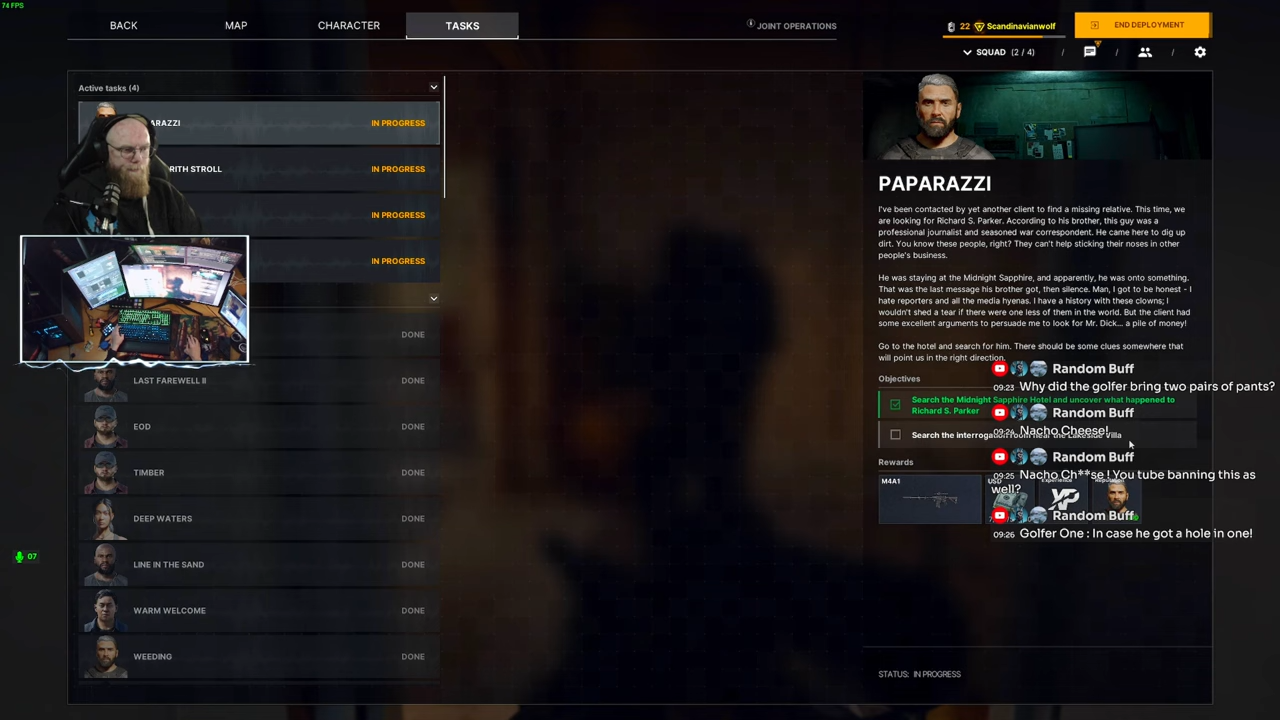 74 FPS
BACK
MAP
CHARACTER
TASKS
JOINT OPERATIONS
22 Scandinavianwolf
END DEPLOYMENT
SQUAD (2 / 4)
/
/
/
Active tasks (4)
ARAZZI
IN PROGRESS
RITH STROLL
IN PROGRESS
IN PROGRESS
IN PROGRESS
DONE
LAST FAREWELL II
DONE
EOD
DONE
TIMBER
DONE
DEEP WATERS
DONE
LINE IN THE SAND
DONE
WARM WELCOME
DONE
WEEDING
DONE
07
PAPARAZZI
I've been contacted by yet another client to find a missing relative. This time, we
are looking for Richard S. Parker. According to his brother, this guy was a
professional journalist and seasoned war correspondent. He came here to dig up
dirt. You know these people, right? They can't help sticking their noses in other
people's business.
He was staying at the Midnight Sapphire, and apparently, he was onto something.
That was the last message his brother got, then silence. Man, I got to be honest - I
hate reporters and all the media hyenas. I have a history with these clowns; I
wouldn't shed a tear if there were one less of them in the world. But the client had
some excellent arguments to persuade me to look for Mr. Dick... a pile of money!
Go to the hotel and search for him. There should be some clues somewhere that
will point us in the right direction.
Objectives
Search the Midnight Sapphire Hotel and uncover what happened to
Richard S. Parker
Search the interrogation room near the Lakeside Villa
Rewards
M4A1
USD
Experience
XP
Reputation
Random Buff
09:23 Why did the golfer bring two pairs of pants?
Random Buff
09:24 Nacho Cheese!
Random Buff
09:25 Nacho Ch**se ! You tube banning this as
well?
Random Buff
09:26 Golfer One : In case he got a hole in one!
STATUS: IN PROGRESS